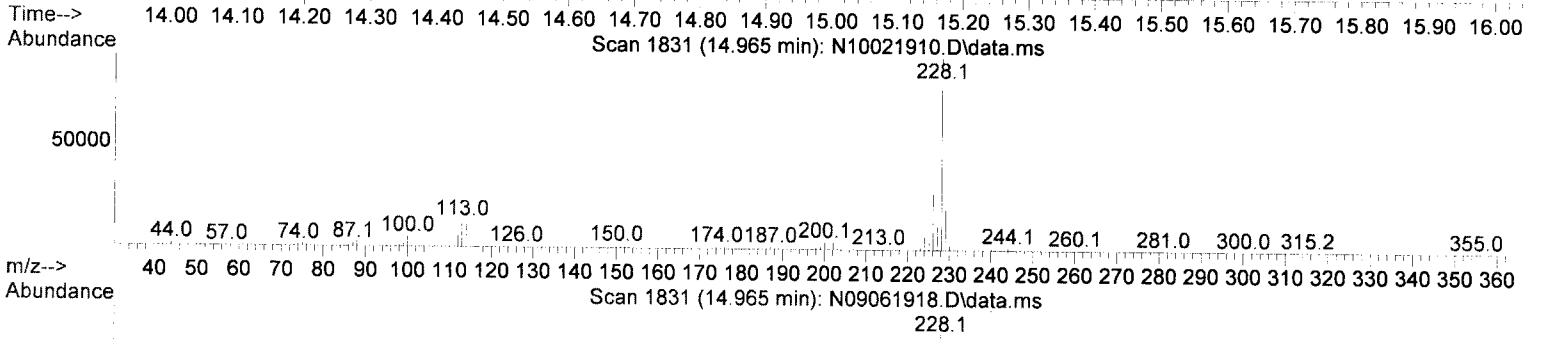 Time--> 14.00 14.10 14.20 14.30 14.40 14.50 14.60 14.70 14.80 14.90 15.00 15.10 15.20 15.30 15.40 15.50 15.60 15.70 15.80 15.90 16.00
Abundance Scan 1831 (14.965 min): N10021910.D\data.ms
228.1
50000
113.0
44.0 57.0 74.0 87.1 100.0 126.0 150.0 174.0 187.0 200.1 213.0 244.1 260.1 281.0 300.0 315.2 355.0
m/z--> 40 50 60 70 80 90 100 110 120 130 140 150 160 170 180 190 200 210 220 230 240 250 260 270 280 290 300 310 320 330 340 350 360
Abundance Scan 1831 (14.965 min): N09061918.D\data.ms
228.1